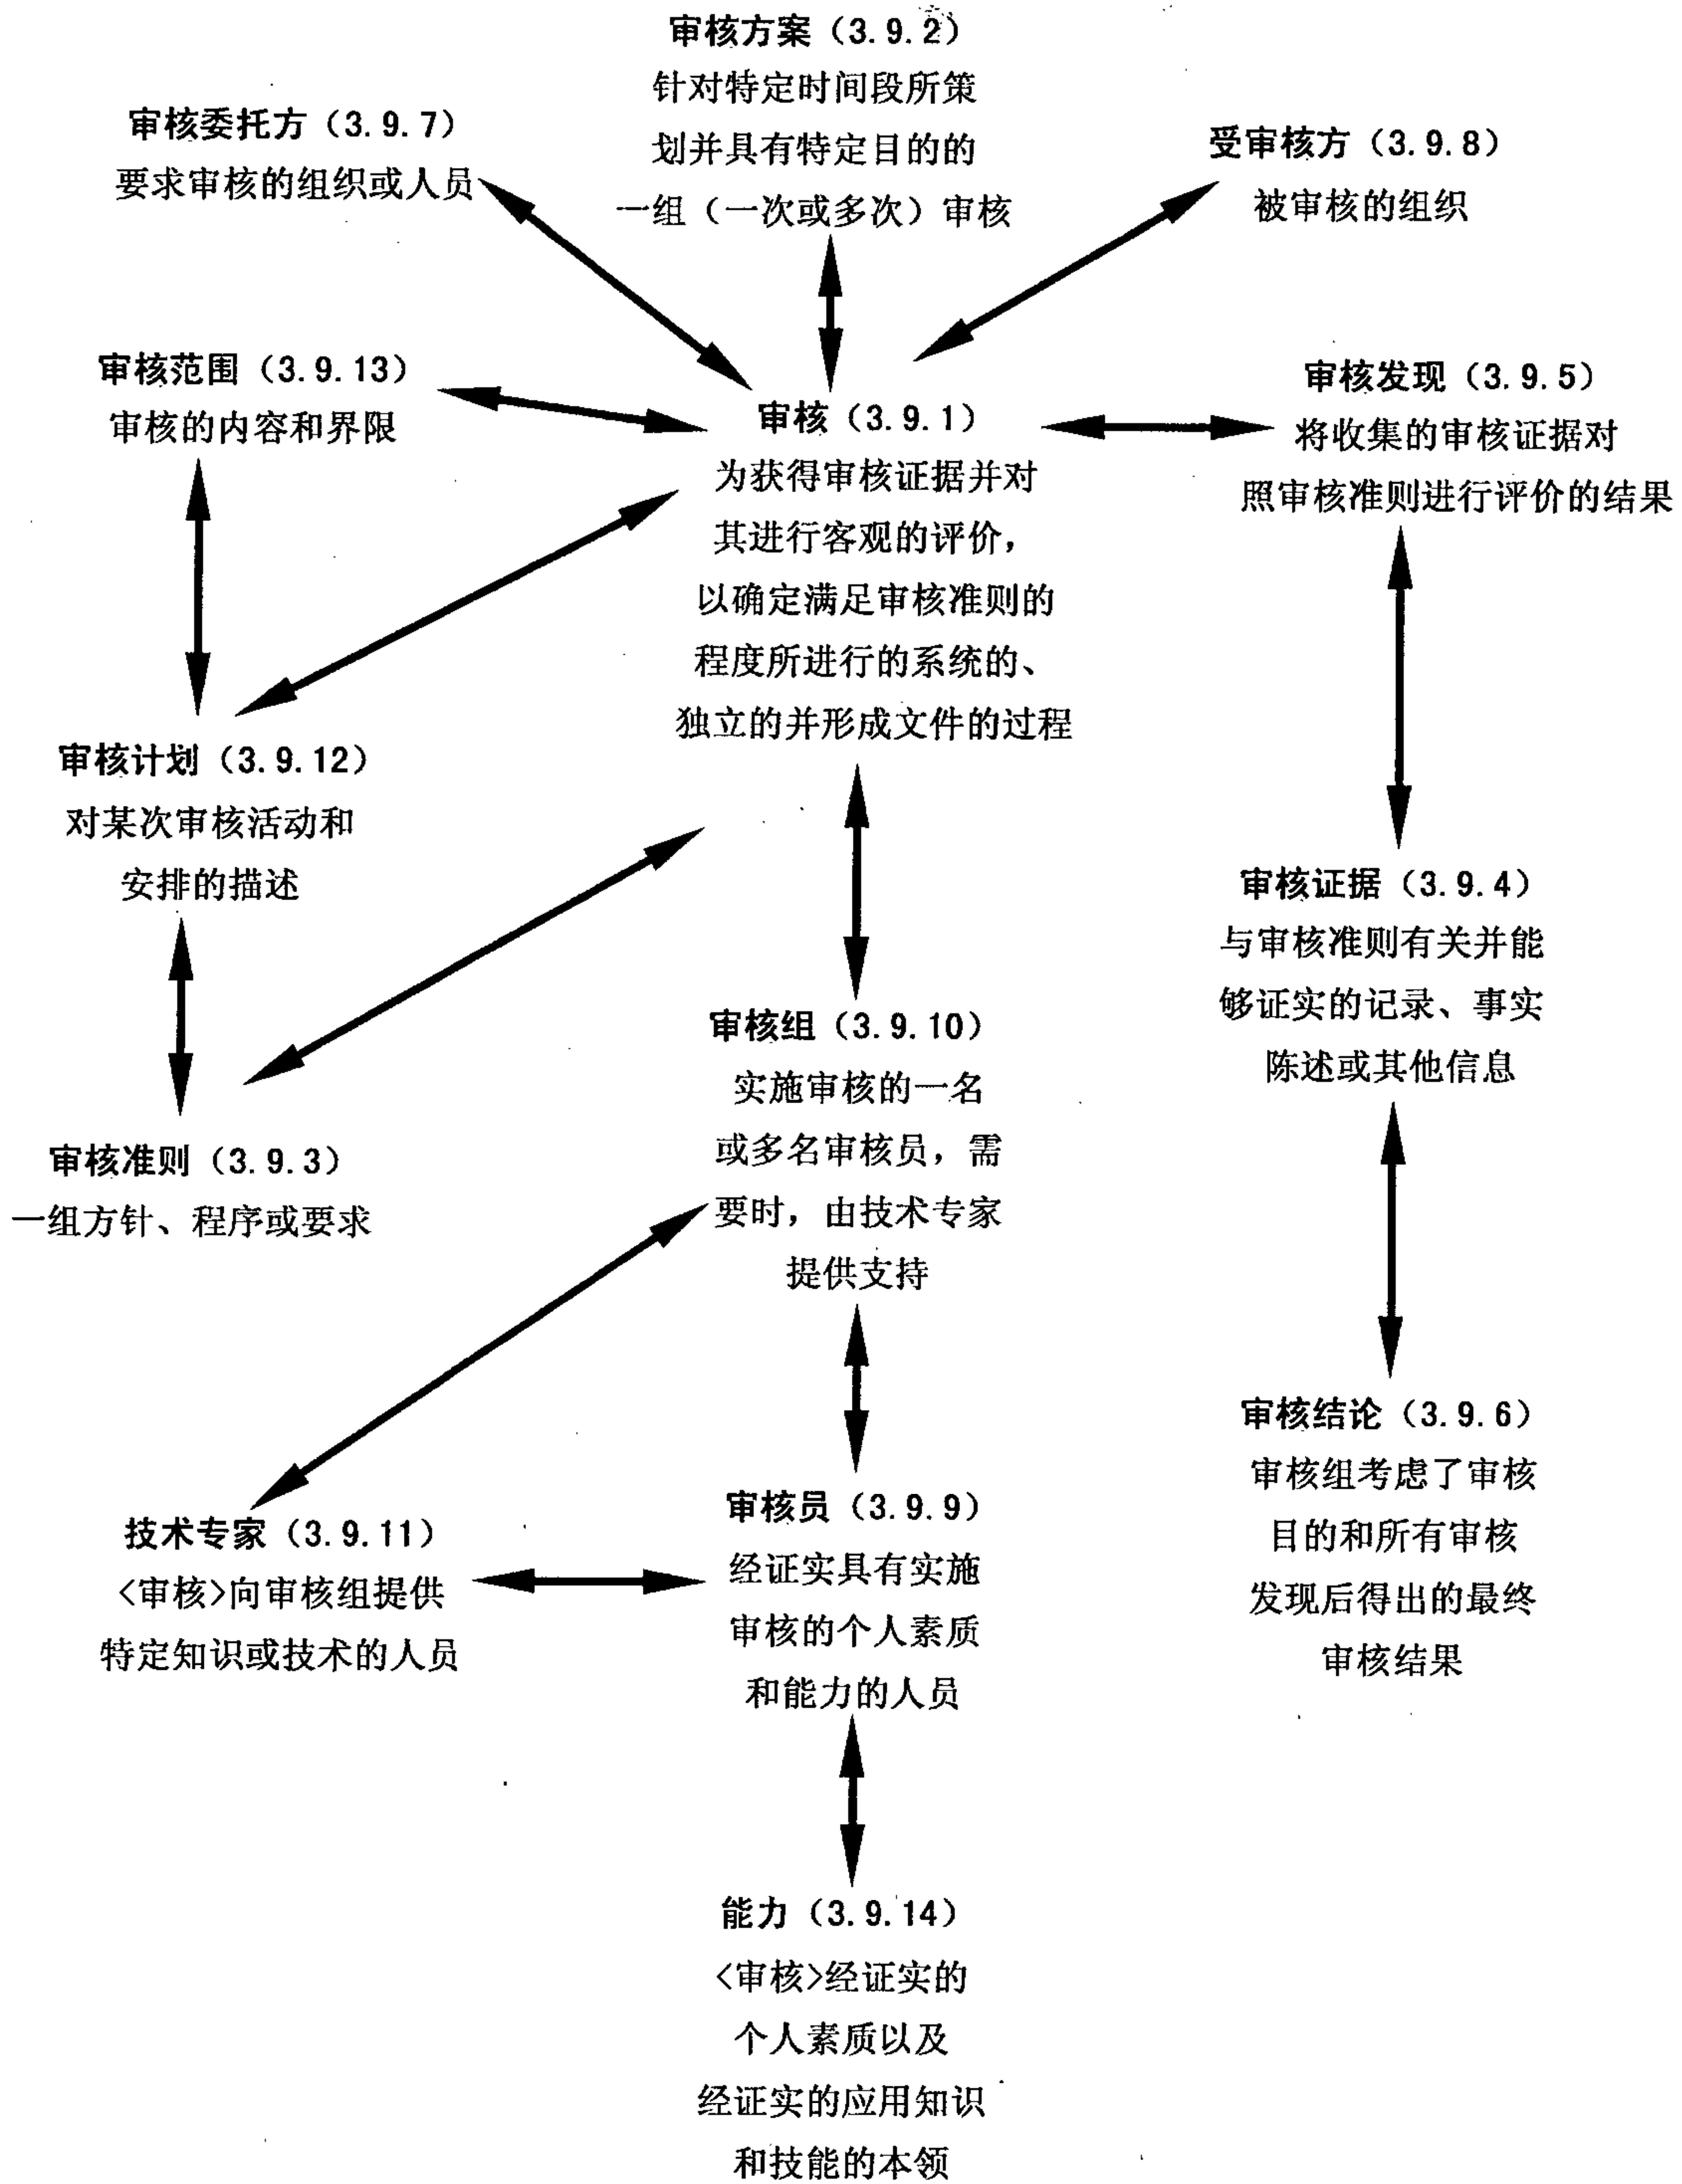 审核方案（3.9.2）
针对特定时间段所策
划并具有特定目的的
一组（一次或多次）审核
审核委托方（3.9.7）
要求审核的组织或人员
受审核方（3.9.8）
被审核的组织
审核范围（3.9.13）
审核的内容和界限
审核（3.9.1）
为获得审核证据并对
其进行客观的评价，
以确定满足审核准则的
程度所进行的系统的、
独立的并形成文件的过程
审核发现（3.9.5）
将收集的审核证据对
照审核准则进行评价的结果
审核计划（3.9.12）
对某次审核活动和
安排的描述
审核证据（3.9.4）
与审核准则有关并能
够证实的记录、事实
陈述或其他信息
审核准则（3.9.3）
一组方针、程序或要求
审核组（3.9.10）
实施审核的一名
或多名审核员，需
要时，由技术专家
提供支持
审核结论（3.9.6）
审核组考虑了审核
目的和所有审核
发现后得出的最终
审核结果
技术专家（3.9.11）
<审核>向审核组提供
特定知识或技术的人员
审核员（3.9.9）
经证实具有实施
审核的个人素质
和能力的人员
能力（3.9.14）
<审核>经证实的
个人素质以及
经证实的应用知识
和技能的本领